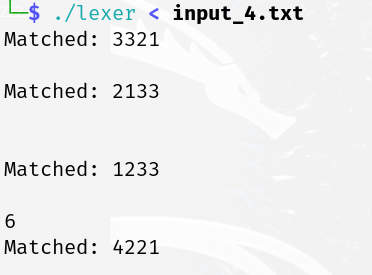 └─$ ./lexer < input_4.txt
Matched: 3321
Matched: 2133
Matched: 1233
6
Matched: 4221